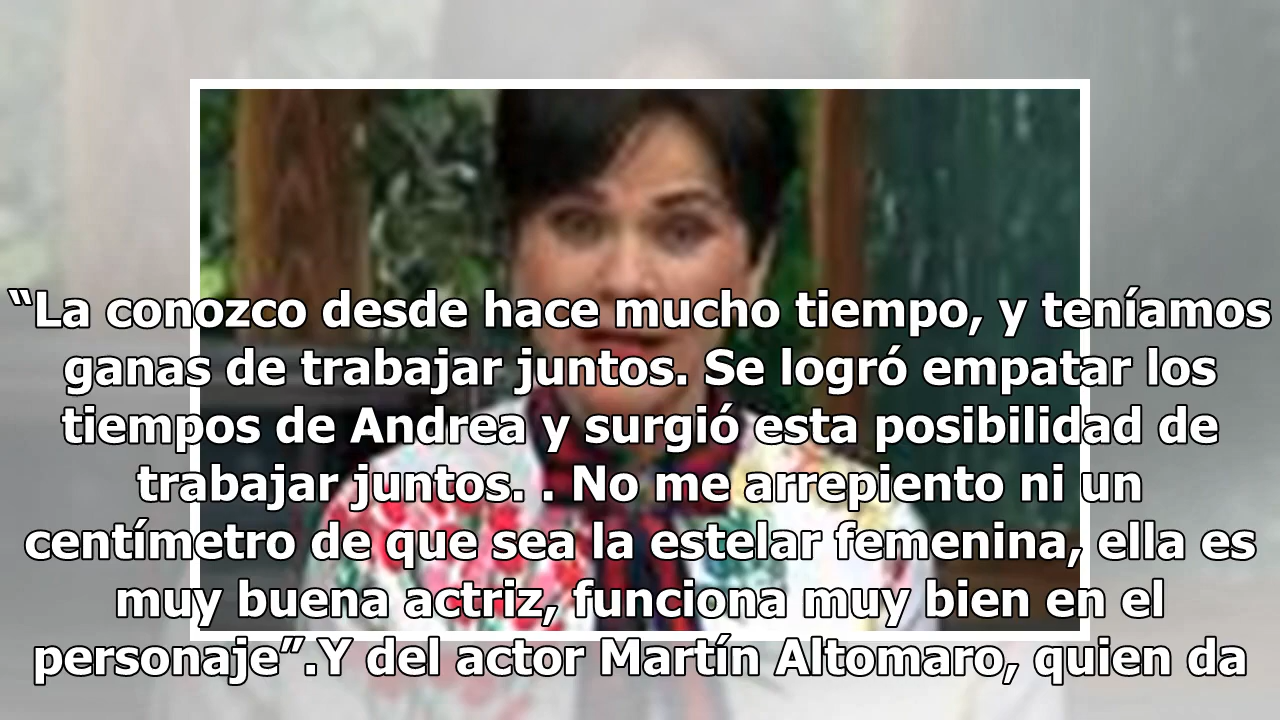 “La conozco desde hace mucho tiempo, y teníamos
ganas de trabajar juntos. Se logró empatar los
tiempos de Andrea y surgió esta posibilidad de
trabajar juntos. . No me arrepiento ni un
centímetro de que sea la estelar femenina, ella es
muy buena actriz, funciona muy bien en el
personaje”.Y del actor Martín Altomaro, quien da